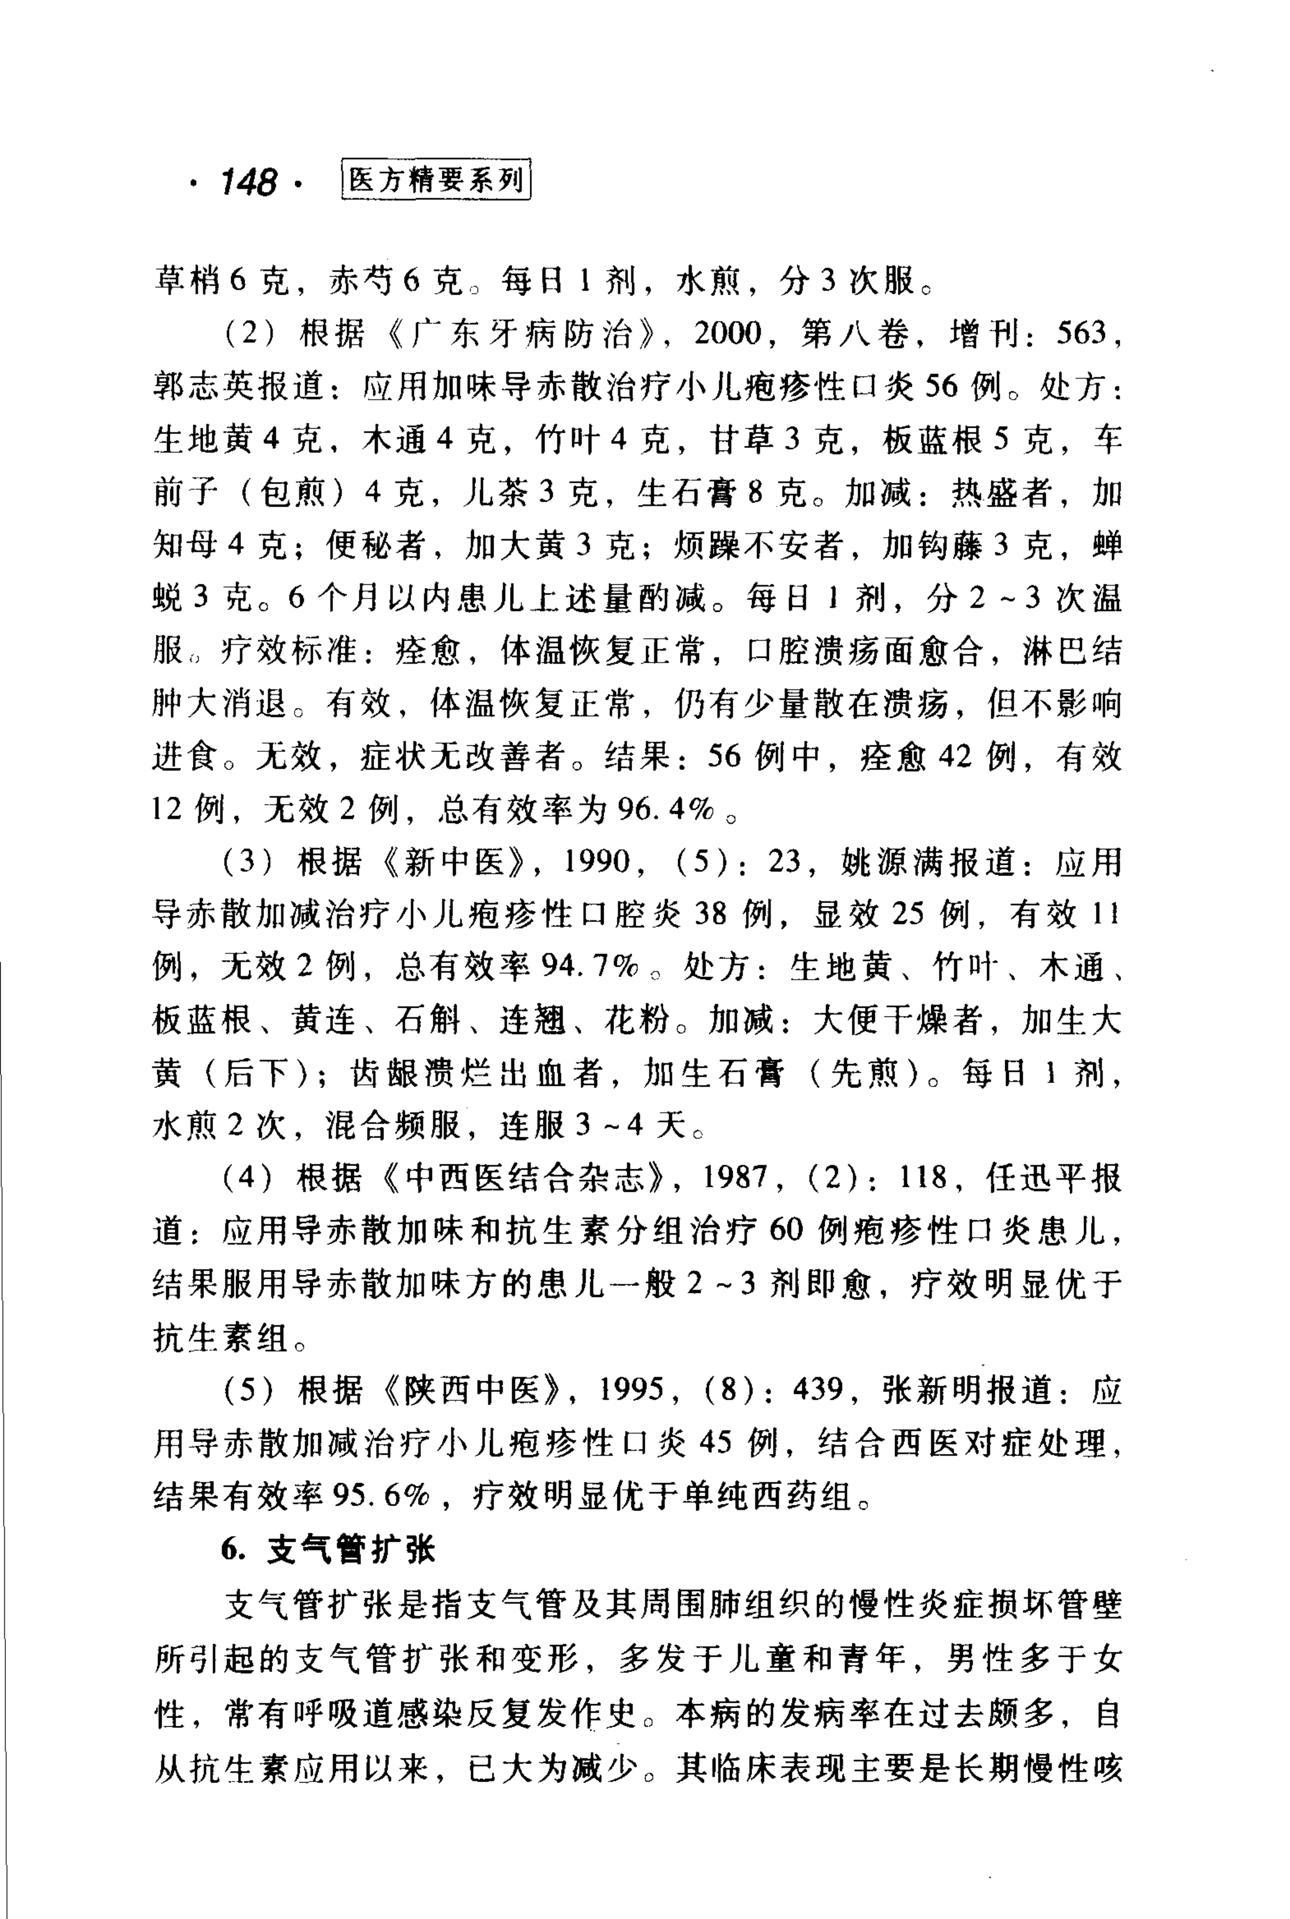 ·148· 医方精要系列
草梢6克，赤芍6克。每日1剂，水煎，分3次服。
(2) 根据《广东牙病防治》，2000，第八卷，增刊：563，
郭志英报道：应用加味导赤散治疗小儿疱疹性口炎56例。处方：
生地黄4克，木通4克，竹叶4克，甘草3克，板蓝根5克，车
前子（包煎）4克，儿茶3克，生石膏8克。加减：热盛者，加
知母4克；便秘者，加大黄3克；烦躁不安者，加钩藤3克，蝉
蜕3克。6个月以内患儿上述量酌减。每日1剂，分2~3次温
服。疗效标准：痊愈，体温恢复正常，口腔溃疡面愈合，淋巴结
肿大消退。有效，体温恢复正常，仍有少量散在溃疡，但不影响
进食。无效，症状无改善者。结果：56例中，痊愈42例，有效
12例，无效2例，总有效率为96.4%。
(3) 根据《新中医》，1990，(5)：23，姚源满报道：应用
导赤散加减治疗小儿疱疹性口腔炎38例，显效25例，有效11
例，无效2例，总有效率94.7%。处方：生地黄、竹叶、木通、
板蓝根、黄连、石斛、连翘、花粉。加减：大便干燥者，加生大
黄（后下）；齿龈溃烂出血者，加生石膏（先煎）。每日1剂，
水煎2次，混合频服，连服3~4天。
(4) 根据《中西医结合杂志》，1987，(2)：118，任迅平报
道：应用导赤散加味和抗生素分组治疗60例疱疹性口炎患儿，
结果服用导赤散加味方的患儿一般2~3剂即愈，疗效明显优于
抗生素组。
(5) 根据《陕西中医》，1995，(8)：439，张新明报道：应
用导赤散加减治疗小儿疱疹性口炎45例，结合西医对症处理，
结果有效率95.6%，疗效明显优于单纯西药组。
6. 支气管扩张
支气管扩张是指支气管及其周围肺组织的慢性炎症损坏管壁
所引起的支气管扩张和变形，多发于儿童和青年，男性多于女
性，常有呼吸道感染反复发作史。本病的发病率在过去颇多，自
从抗生素应用以来，已大为减少。其临床表现主要是长期慢性咳